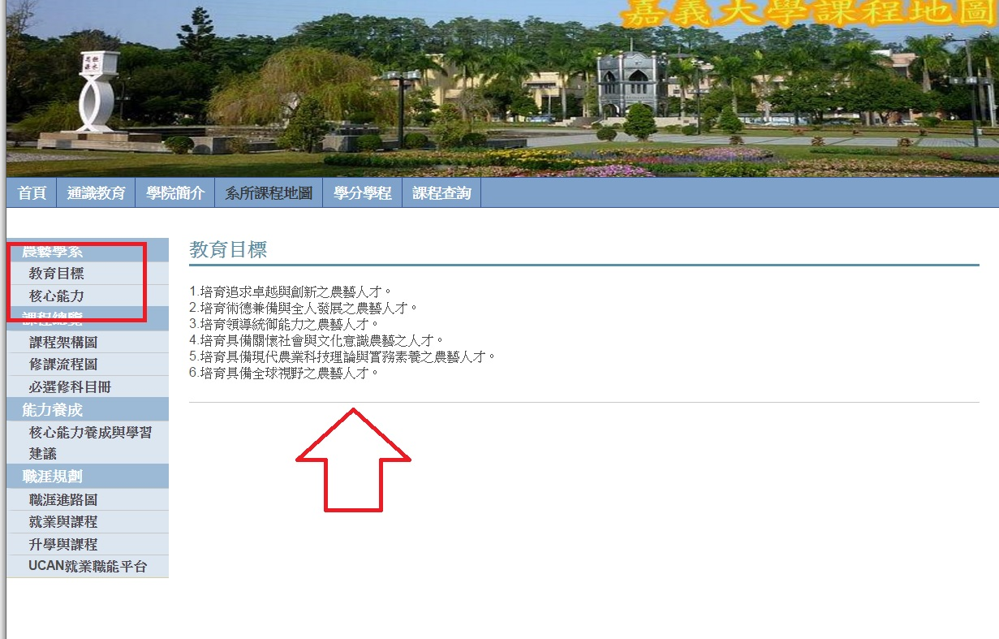 嘉義大學課程地圖
飲水
思源
首頁 通識教育 學院簡介 系所課程地圖 學分學程 課程查詢
農藝學系
教育目標
核心能力
課程總覽
課程架構圖
修課流程圖
必選修科目冊
能力養成
核心能力養成與學習
建議
職涯規劃
職涯進路圖
就業與課程
升學與課程
UCAN就業職能平台
教育目標
1.培育追求卓越與創新之農藝人才。
2.培育術德兼備與全人發展之農藝人才。
3.培育領導統御能力之農藝人才。
4.培育具備關懷社會與文化意識農藝之人才。
5.培育具備現代農業科技理論與實務素養之農藝人才。
6.培育具備全球視野之農藝人才。